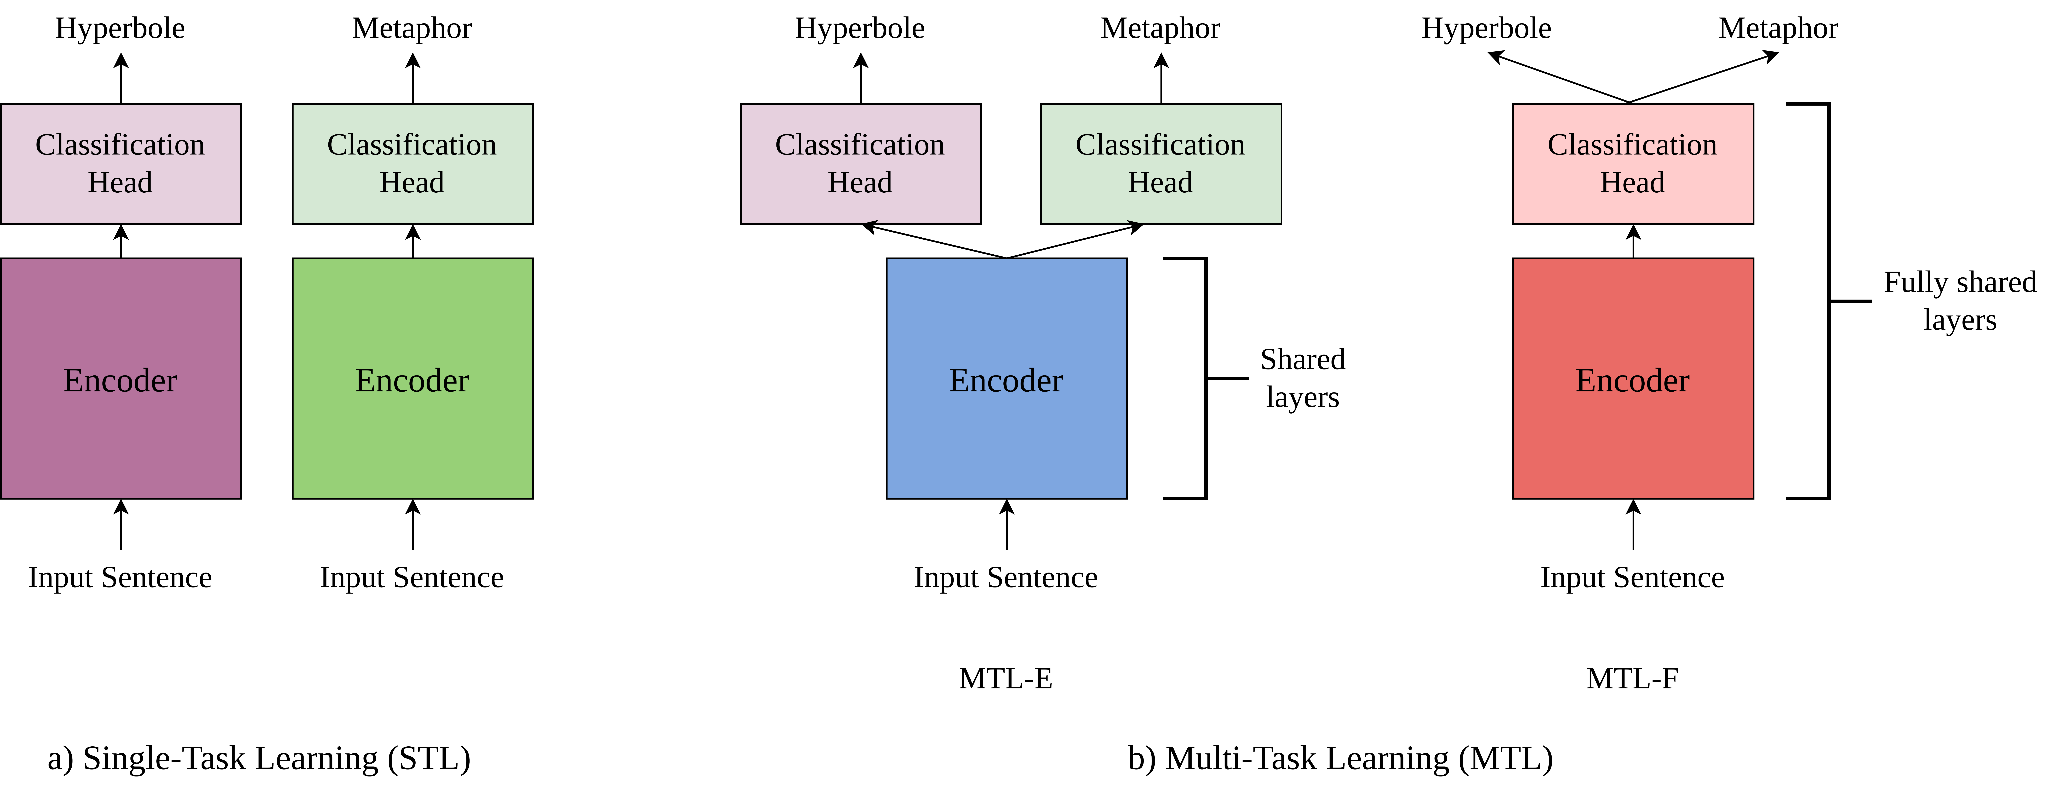 Hyperbole
Metaphor
Classification
Head
Classification
Head
Encoder
Encoder
Input Sentence
Input Sentence
a) Single-Task Learning (STL)
Hyperbole
Metaphor
Classification
Head
Classification
Head
Encoder
Shared
layers
Input Sentence
MTL-E
Hyperbole
Metaphor
Classification
Head
Encoder
Fully shared
layers
Input Sentence
MTL-F
b) Multi-Task Learning (MTL)